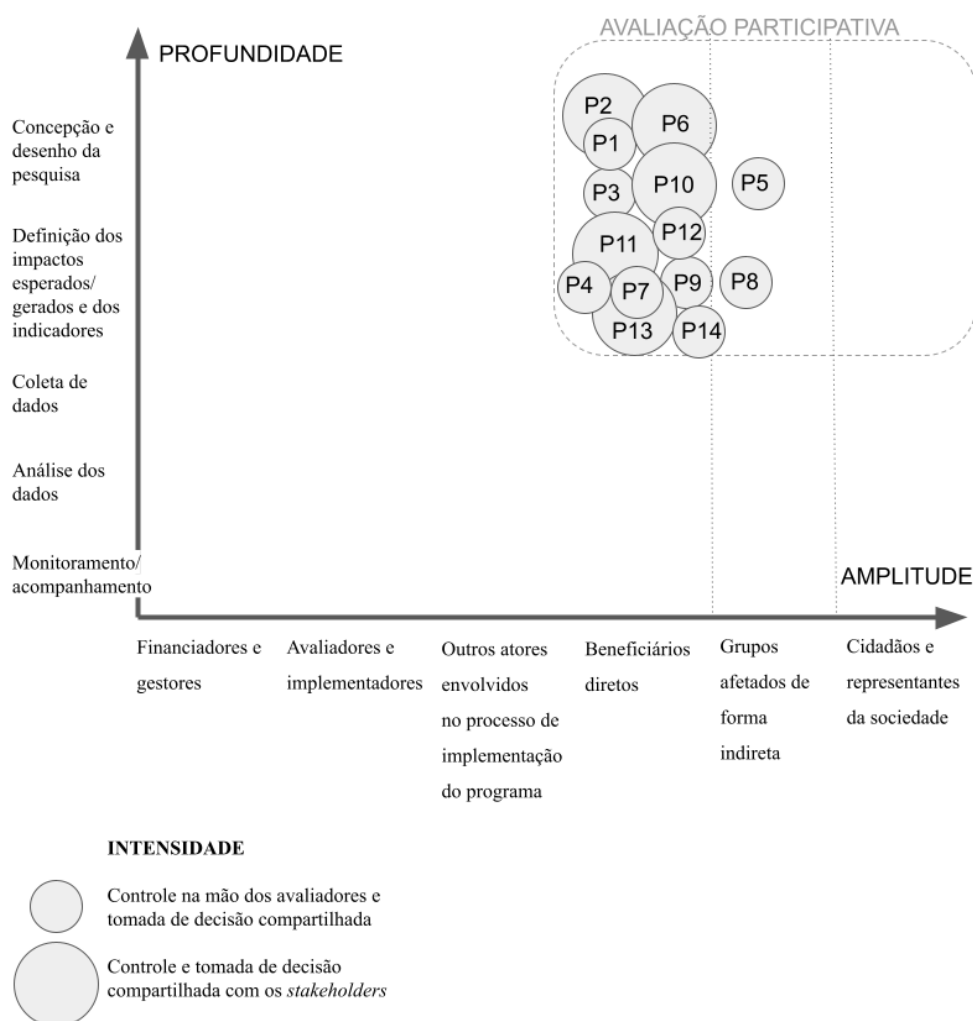 AVALIAÇÃO PARTICIPATIVA
PROFUNDIDADE
P2
P6
P1
P3
P10
P5
P12
P11
P4
P7
P9
P8
P13
P14
Concepção e
desenho da
pesquisa
Definição dos
impactos
esperados/
gerados e dos
indicadores
Coleta de
dados
Análise dos
dados
Monitoramento/
acompanhamento
AMPLITUDE
Financiadores e
gestores
Avaliadores e
implementadores
Outros atores
envolvidos
no processo de
implementação
do programa
Beneficiários
diretos
Grupos
afetados de
forma
indireta
Cidadãos e
representantes
da sociedade
INTENSIDADE
Controle na mão dos avaliadores e
tomada de decisão compartilhada
Controle e tomada de decisão
compartilhada com os stakeholders